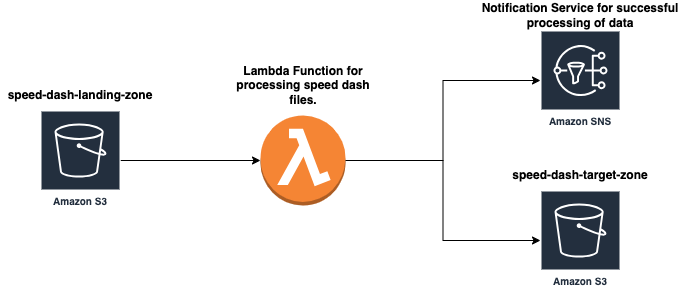 Notification Service for successful
processing of data
Amazon SNS
Lambda Function for
processing speed dash
files.
speed-dash-landing-zone
Amazon S3
speed-dash-target-zone
Amazon S3